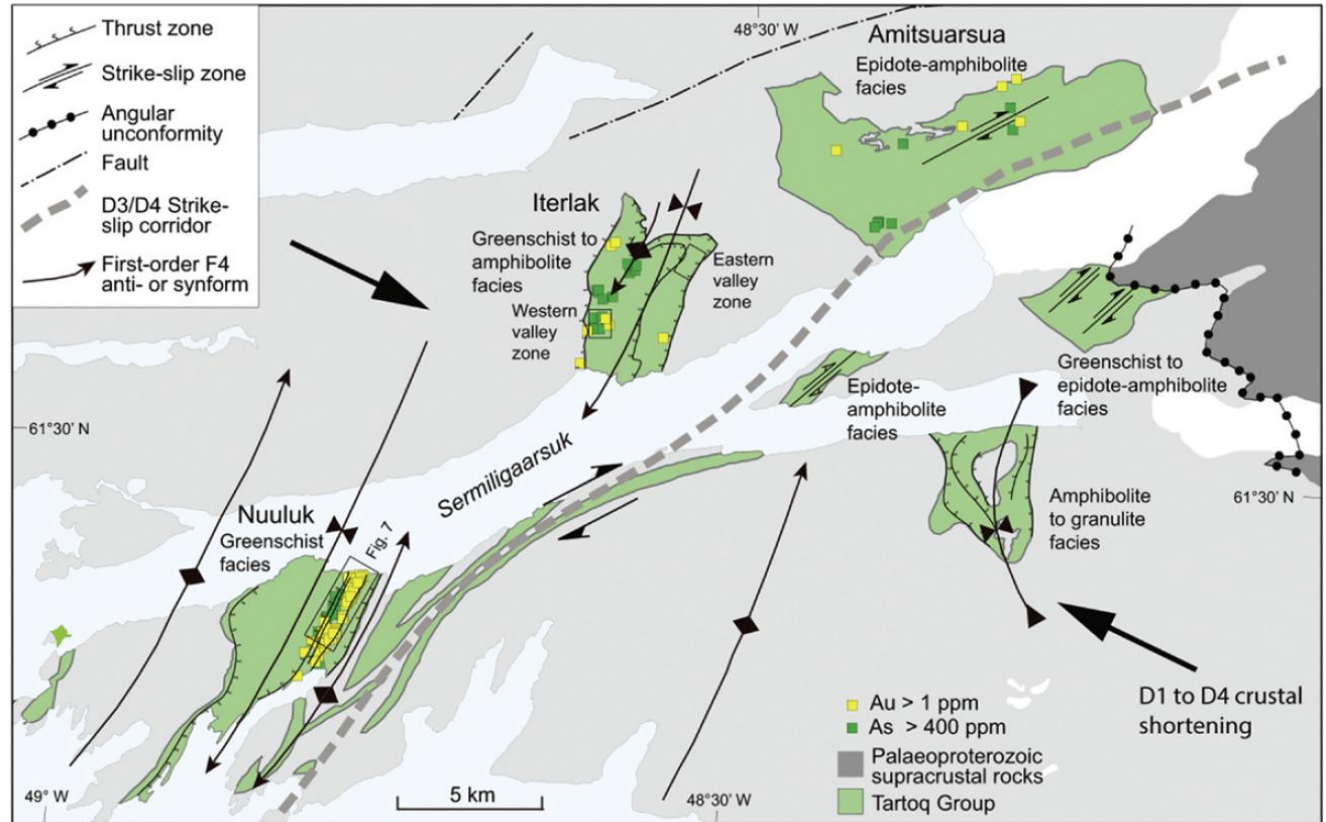 Thrust zone
Strike-slip zone
Angular
unconformity
Fault
D3/D4 Strike-
slip corridor
First-order F4
anti- or synform
48°30' W
Amitsuarsua
Epidote-amphibolite
facies
Iterlak
Greenschist to
amphibolite
facies
Western
valley
zone
Eastern
valley
zone
Epidote-
amphibolite
facies
Greenschist to
epidote-amphibolite
facies
61°30' N
Sermiligaarsuk
Nuuluk
Greenschist
facies
Fig. 7
Amphibolite
to granulite
facies
61°30' N
D1 to D4 crustal
shortening
Au > 1 ppm
As > 400 ppm
Palaeoproterozoic
supracrustal rocks
Tartoq Group
49° W
5 km
48°30' W